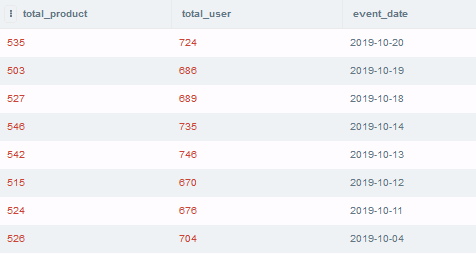 total_product total_user event_date
535 724 2019-10-20
503 686 2019-10-19
527 689 2019-10-18
546 735 2019-10-14
542 746 2019-10-13
515 670 2019-10-12
524 676 2019-10-11
526 704 2019-10-04